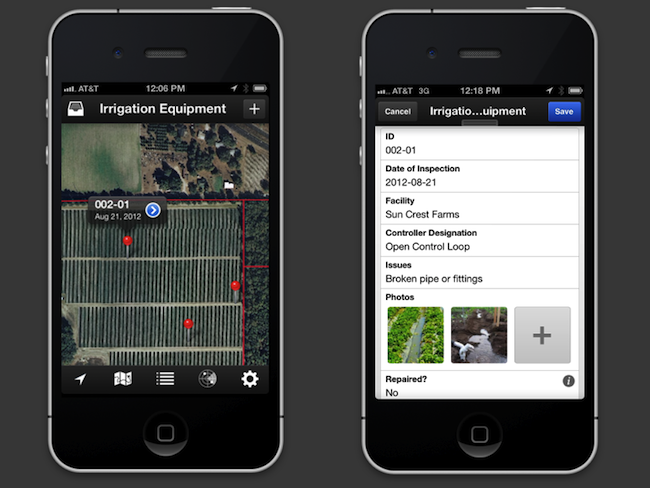 AT&T 12:06 PM
Irrigation Equipment +
002-01
Aug 21, 2012
AT&T 3G 12:18 PM
Cancel Irrigatio...uipment Save
ID
002-01
Date of Inspection
2012-08-21
Facility
Sun Crest Farms
Controller Designation
Open Control Loop
Issues
Broken pipe or fittings
Photos
+
Repaired?
No